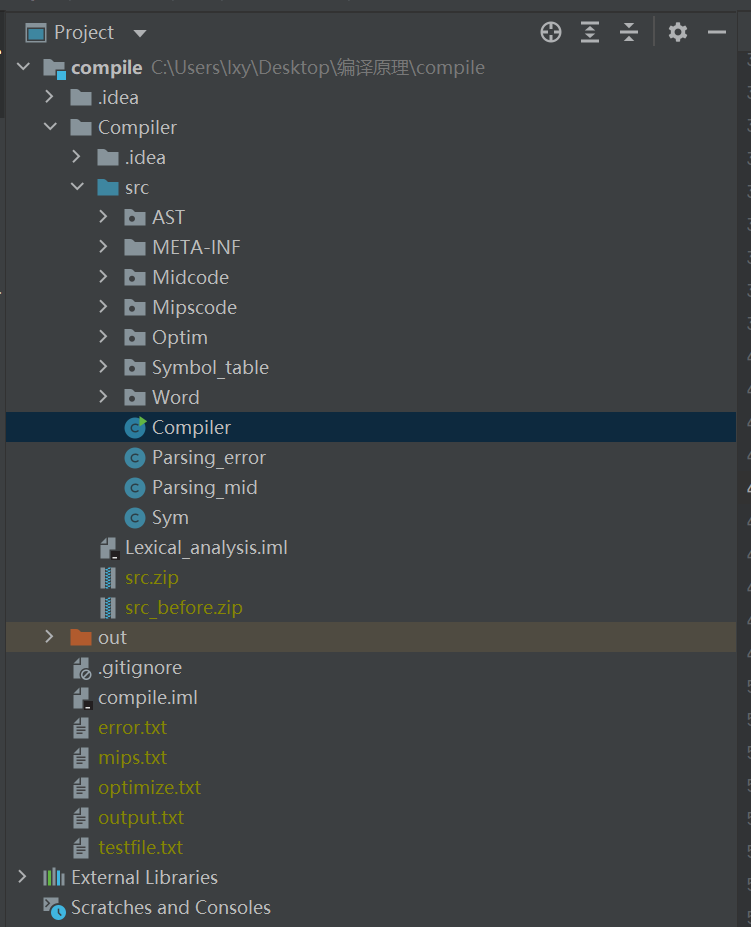 Project
compile C:\Users\lxy\Desktop\编译原理\compile
.idea
Compiler
.idea
src
AST
META-INF
Midcode
Mipscode
Optim
Symbol_table
Word
Compiler
Parsing_error
Parsing_mid
Sym
Lexical_analysis.iml
src.zip
src_before.zip
out
.gitignore
compile.iml
error.txt
mips.txt
optimize.txt
output.txt
testfile.txt
External Libraries
Scratches and Consoles